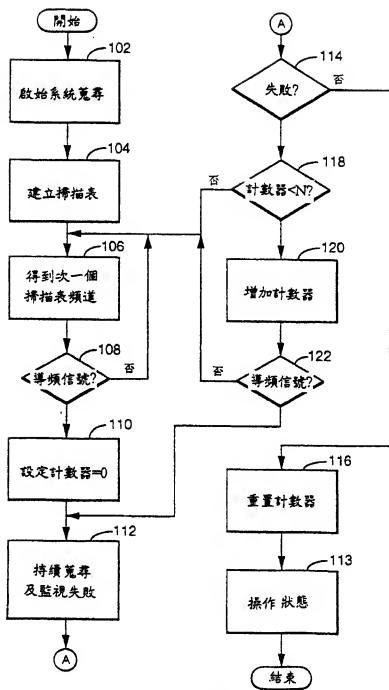 開始
102
啟始系統蒐尋
104
建立掃描表
106
得到次一個
掃描表頻道
108
導頻信號?
否
110
設定計數器=0
112
持續蒐尋
及監視失敗
A
A
114
失敗?
否
118
計數器<N?
否
120
增加計數器
122
導頻信號?
否
116
重置計數器
113
操作狀態
結束